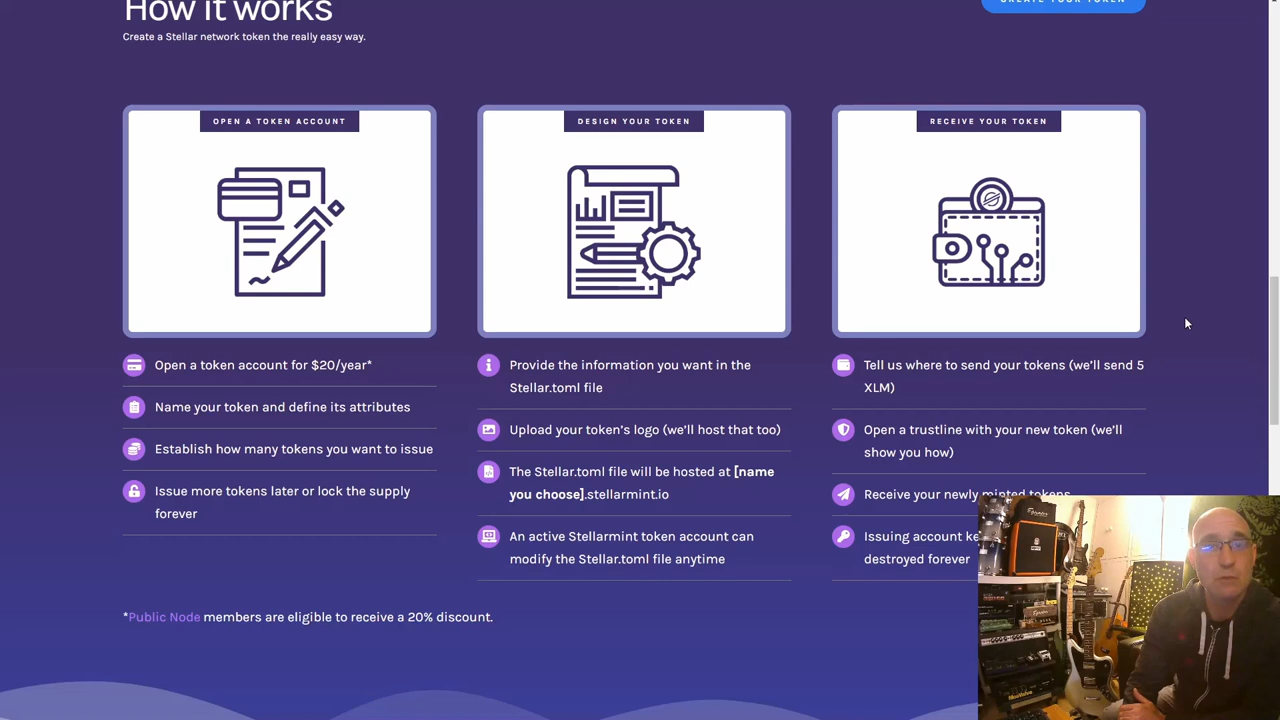 How it works
CREATE YOUR TOKEN
Create a Stellar network token the really easy way.
OPEN A TOKEN ACCOUNT
Open a token account for $20/year*
Name your token and define its attributes
Establish how many tokens you want to issue
Issue more tokens later or lock the supply
forever
DESIGN YOUR TOKEN
Provide the information you want in the
Stellar.toml file
Upload your token's logo (we'll host that too)
The Stellar.toml file will be hosted at [name
you choose].stellarmint.io
An active Stellarmint token account can
modify the Stellar.toml file anytime
RECEIVE YOUR TOKEN
Tell us where to send your tokens (we'll send 5
XLM)
Open a trustline with your new token (we'll
show you how)
Receive your newly minted tokens
Issuing account
destroyed forever
*Public Node members are eligible to receive a 20% discount.